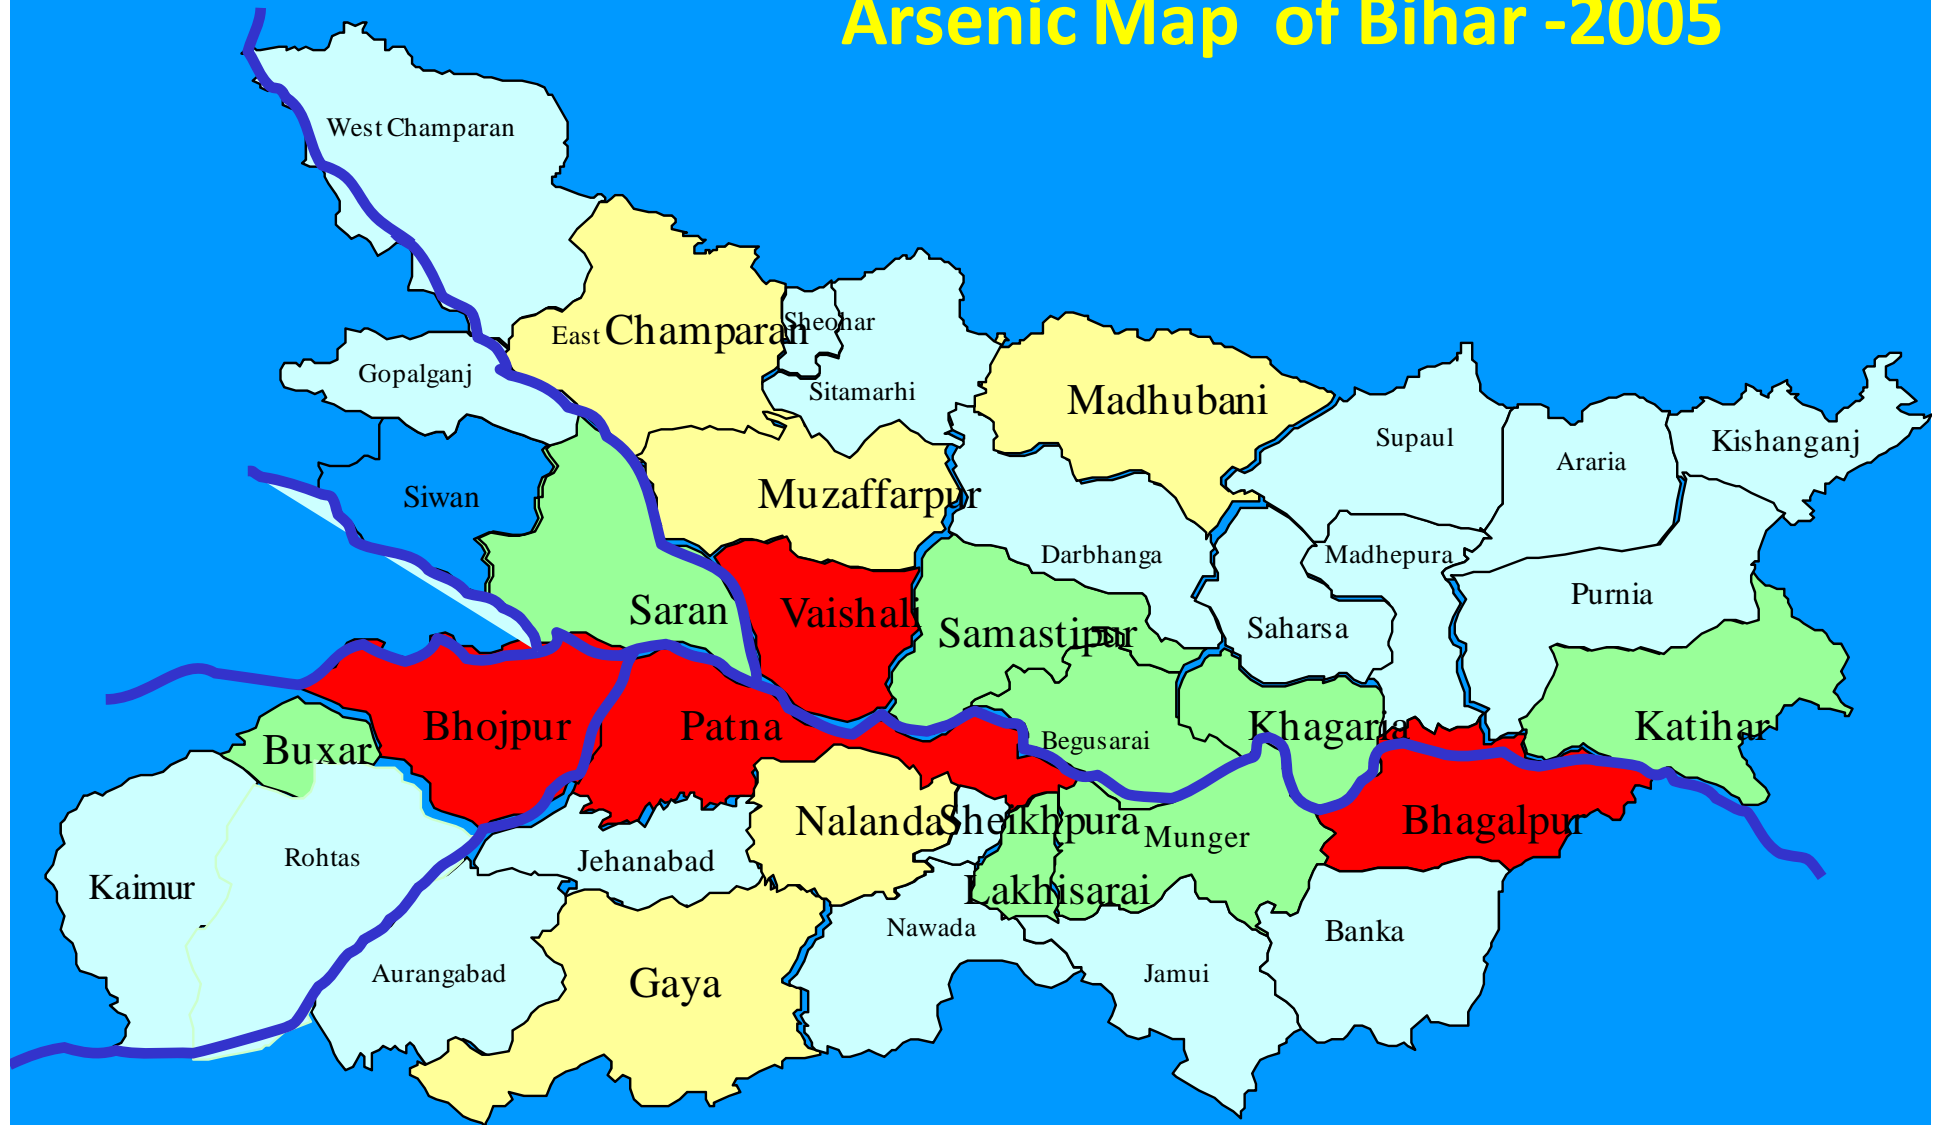 Arsenic Map of Bihar -2005
West Champaran
East Champaran
Sheohar
Gopalganj
Sitamarhi
Madhubani
Supaul
Kishanganj
Araria
Siwan
Muzaffarpur
Darbhanga
Madhepura
Purnia
Saran
Vaishali
Samastipur
Saharsa
Bhojpur
Patna
Khagaria
Katihar
Buxar
Begusarai
Nalanda
Sheikhpura
Munger
Bhagalpur
Rohtas
Jehanabad
Kaimur
Lakhisarai
Nawada
Banka
Aurangabad
Gaya
Jamui